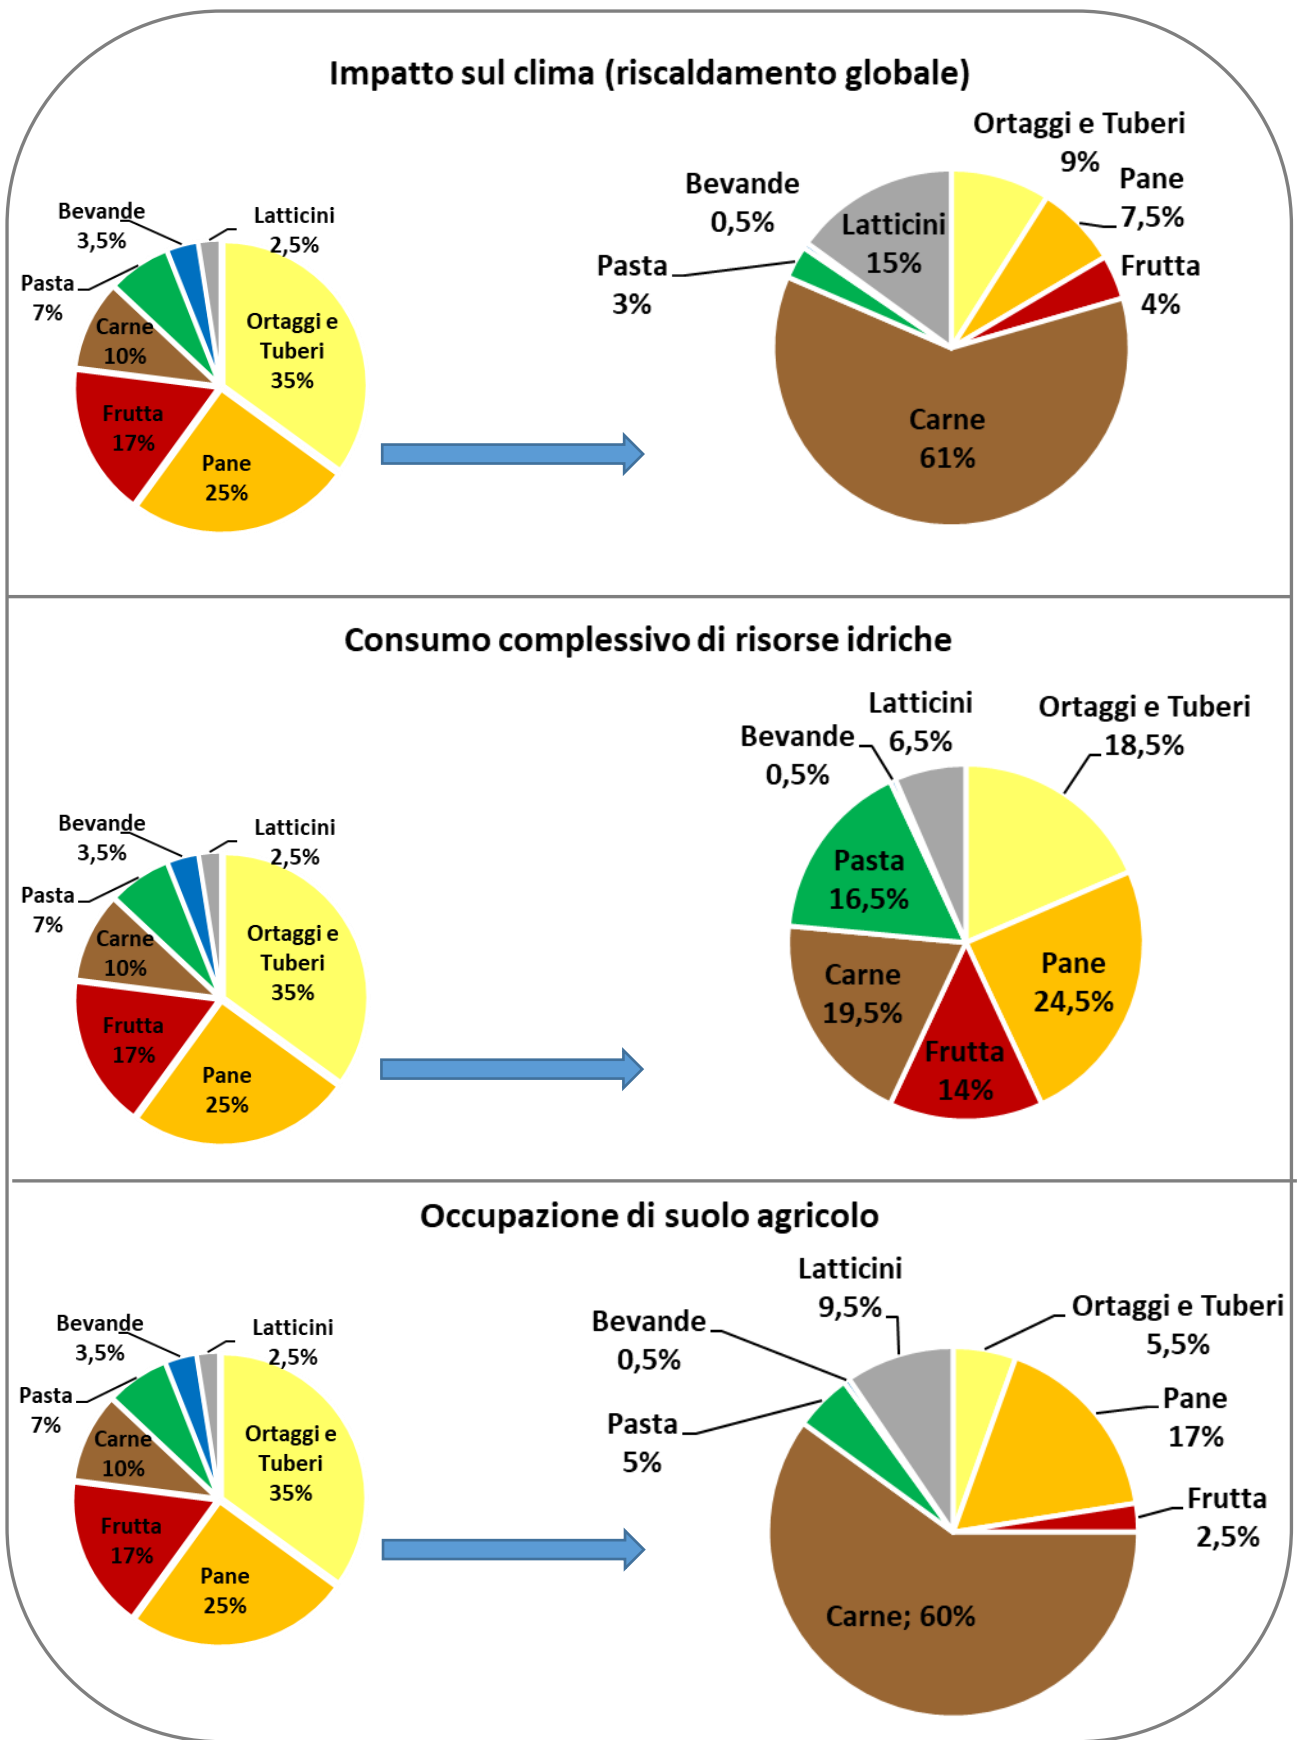 Impatto sul clima (riscaldamento globale)
Bevande
3,5%
Latticini
2,5%
Pasta
7%
Carne
10%
Ortaggi e
Tuberi
35%
Frutta
17%
Pane
25%
Ortaggi e Tuberi
9%
Pane
7,5%
Bevande
0,5%
Latticini
15%
Pasta
3%
Frutta
4%
Carne
61%
Consumo complessivo di risorse idriche
Bevande
3,5%
Latticini
2,5%
Pasta
7%
Carne
10%
Ortaggi e
Tuberi
35%
Frutta
17%
Pane
25%
Latticini
6,5%
Ortaggi e Tuberi
18,5%
Bevande
0,5%
Pasta
16,5%
Carne
19,5%
Pane
24,5%
Frutta
14%
Occupazione di suolo agricolo
Bevande
3,5%
Latticini
2,5%
Pasta
7%
Carne
10%
Ortaggi e
Tuberi
35%
Frutta
17%
Pane
25%
Latticini
9,5%
Ortaggi e Tuberi
5,5%
Bevande
0,5%
Pane
17%
Pasta
5%
Frutta
2,5%
Carne; 60%